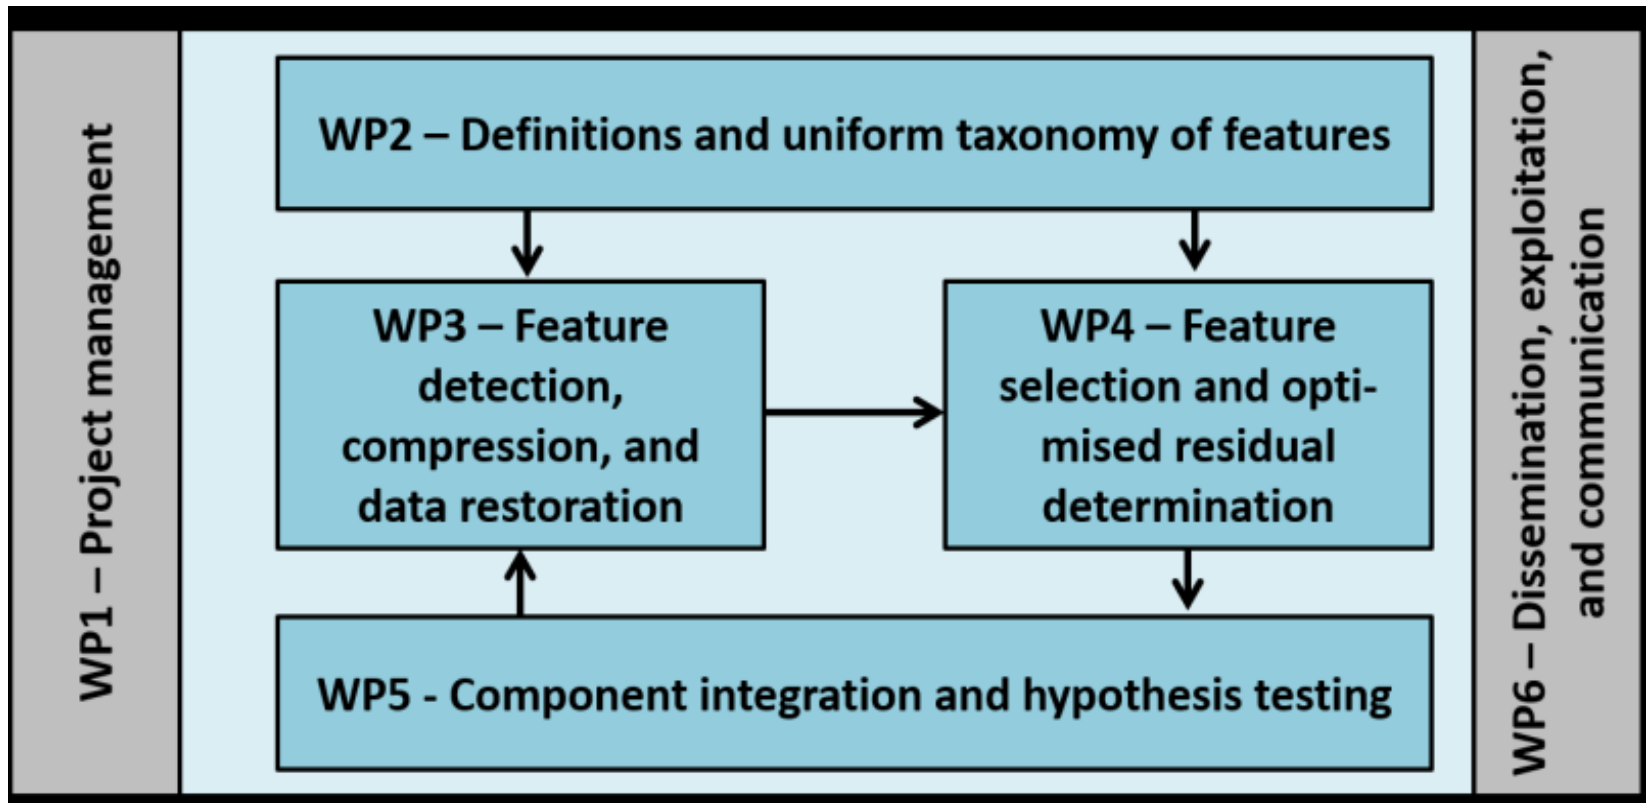 WP1 – Project management
WP2 – Definitions and uniform taxonomy of features
WP3 – Feature
detection,
compression, and
data restoration
WP4 – Feature
selection and opti-
mised residual
determination
WP5 - Component integration and hypothesis testing
WP6 – Dissemination, exploitation,
and communication